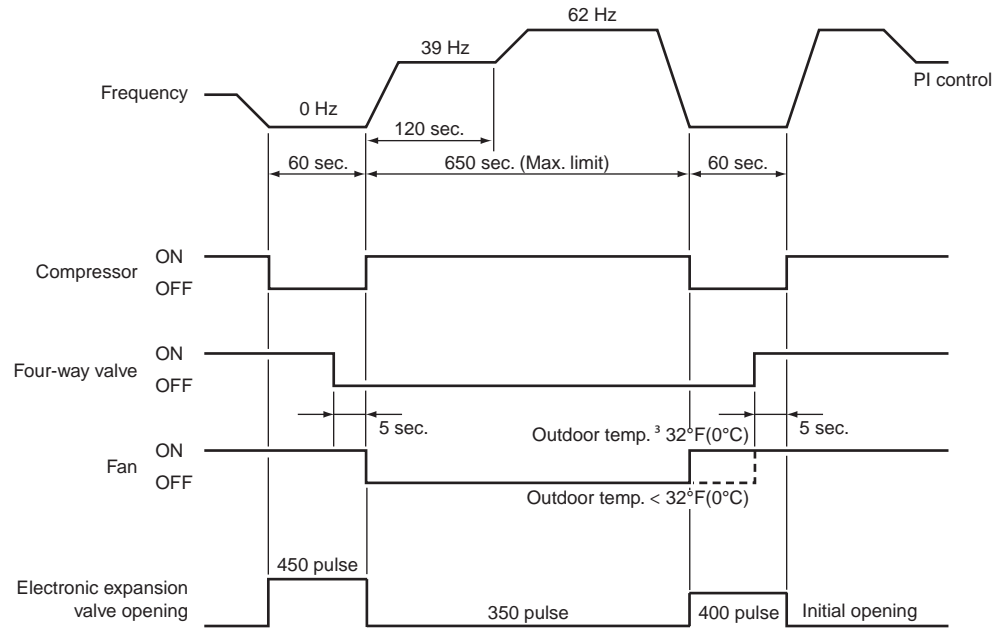 62 Hz
39 Hz
PI control
Frequency
0 Hz
120 sec.
60 sec.
650 sec. (Max. limit)
60 sec.
ON
Compressor
OFF
ON
Four-way valve
OFF
5 sec.
Outdoor temp. ³ 32°F(0°C)
5 sec.
ON
Fan
OFF
Outdoor temp. < 32°F(0°C)
450 pulse
Electronic expansion
valve opening
350 pulse
400 pulse
Initial opening